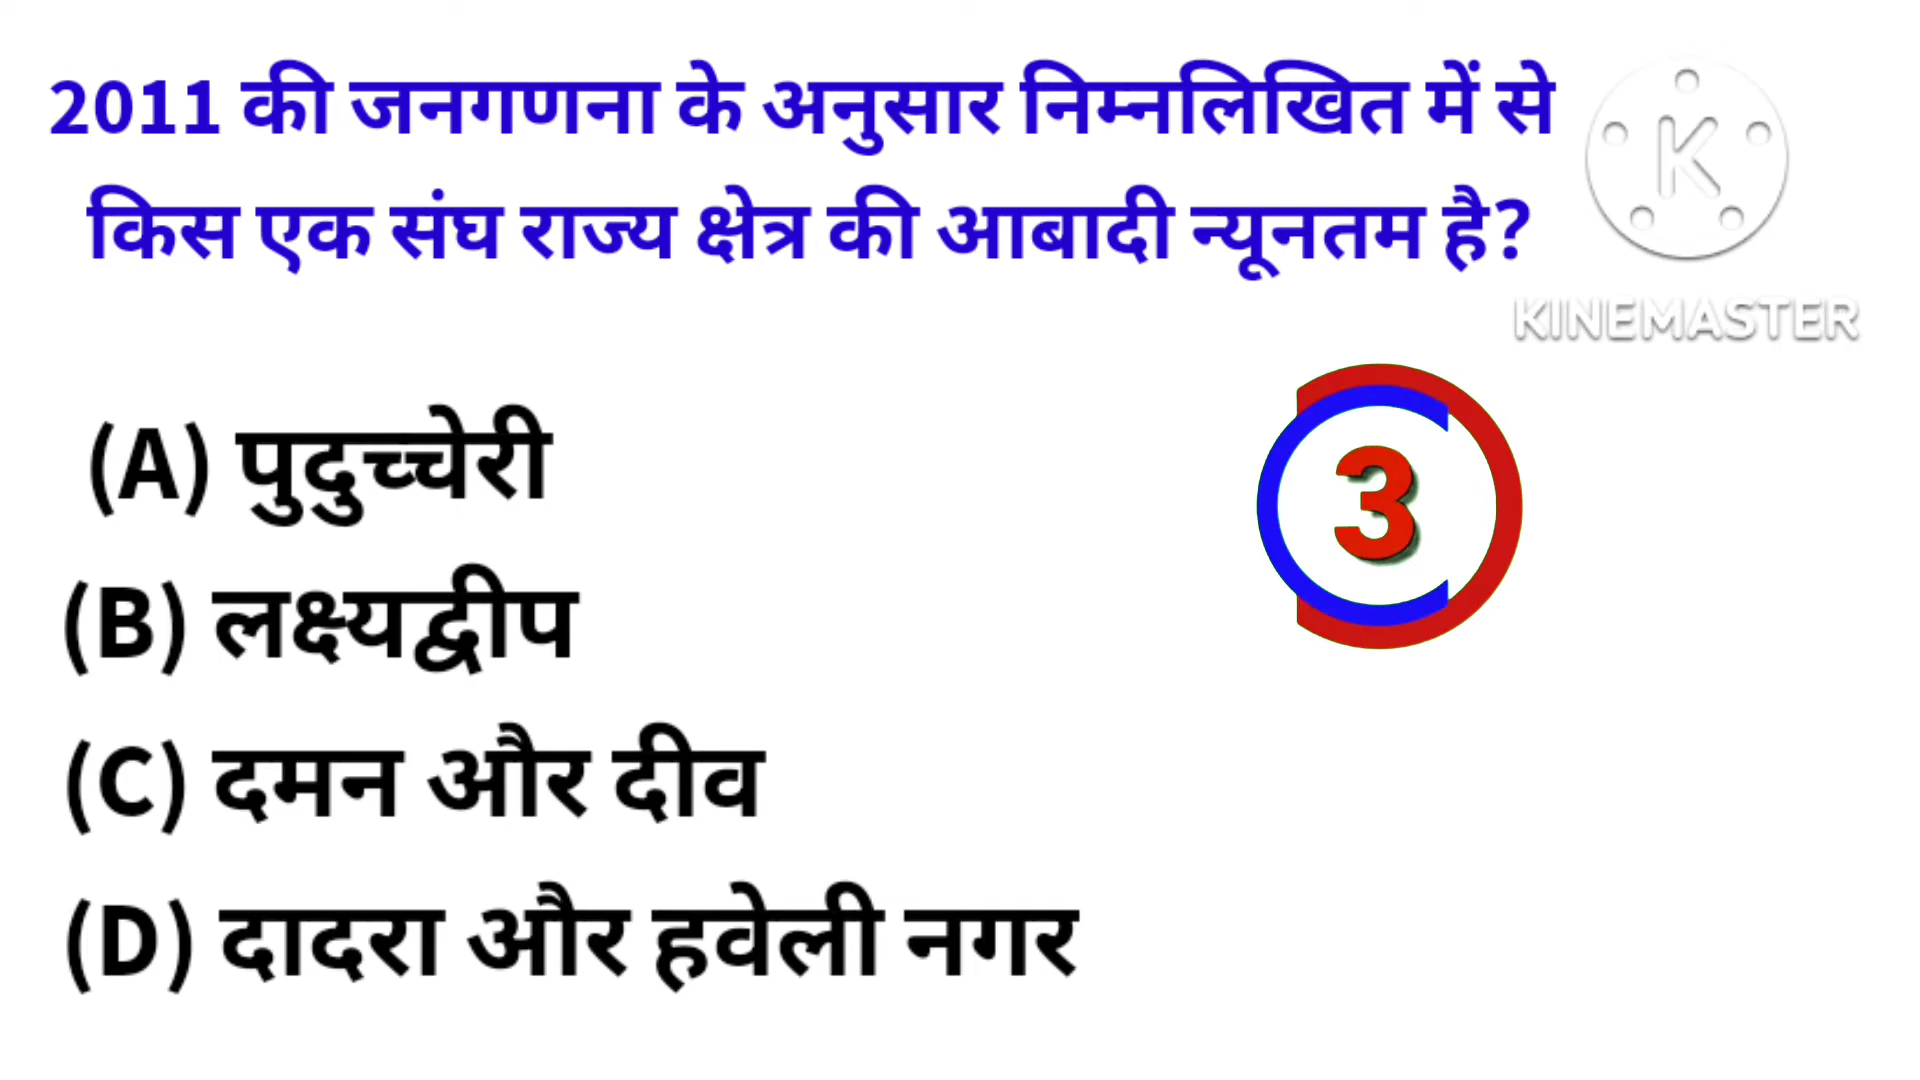 2011 की जनगणना के अनुसार निम्नलिखित में से
किस एक संघ राज्य क्षेत्र की आबादी न्यूनतम है?
K
KINEMASTER
3
(A) पुदुच्चेरी
(B) लक्ष्यद्वीप
(C) दमन और दीव
(D) दादरा और हवेली नगर